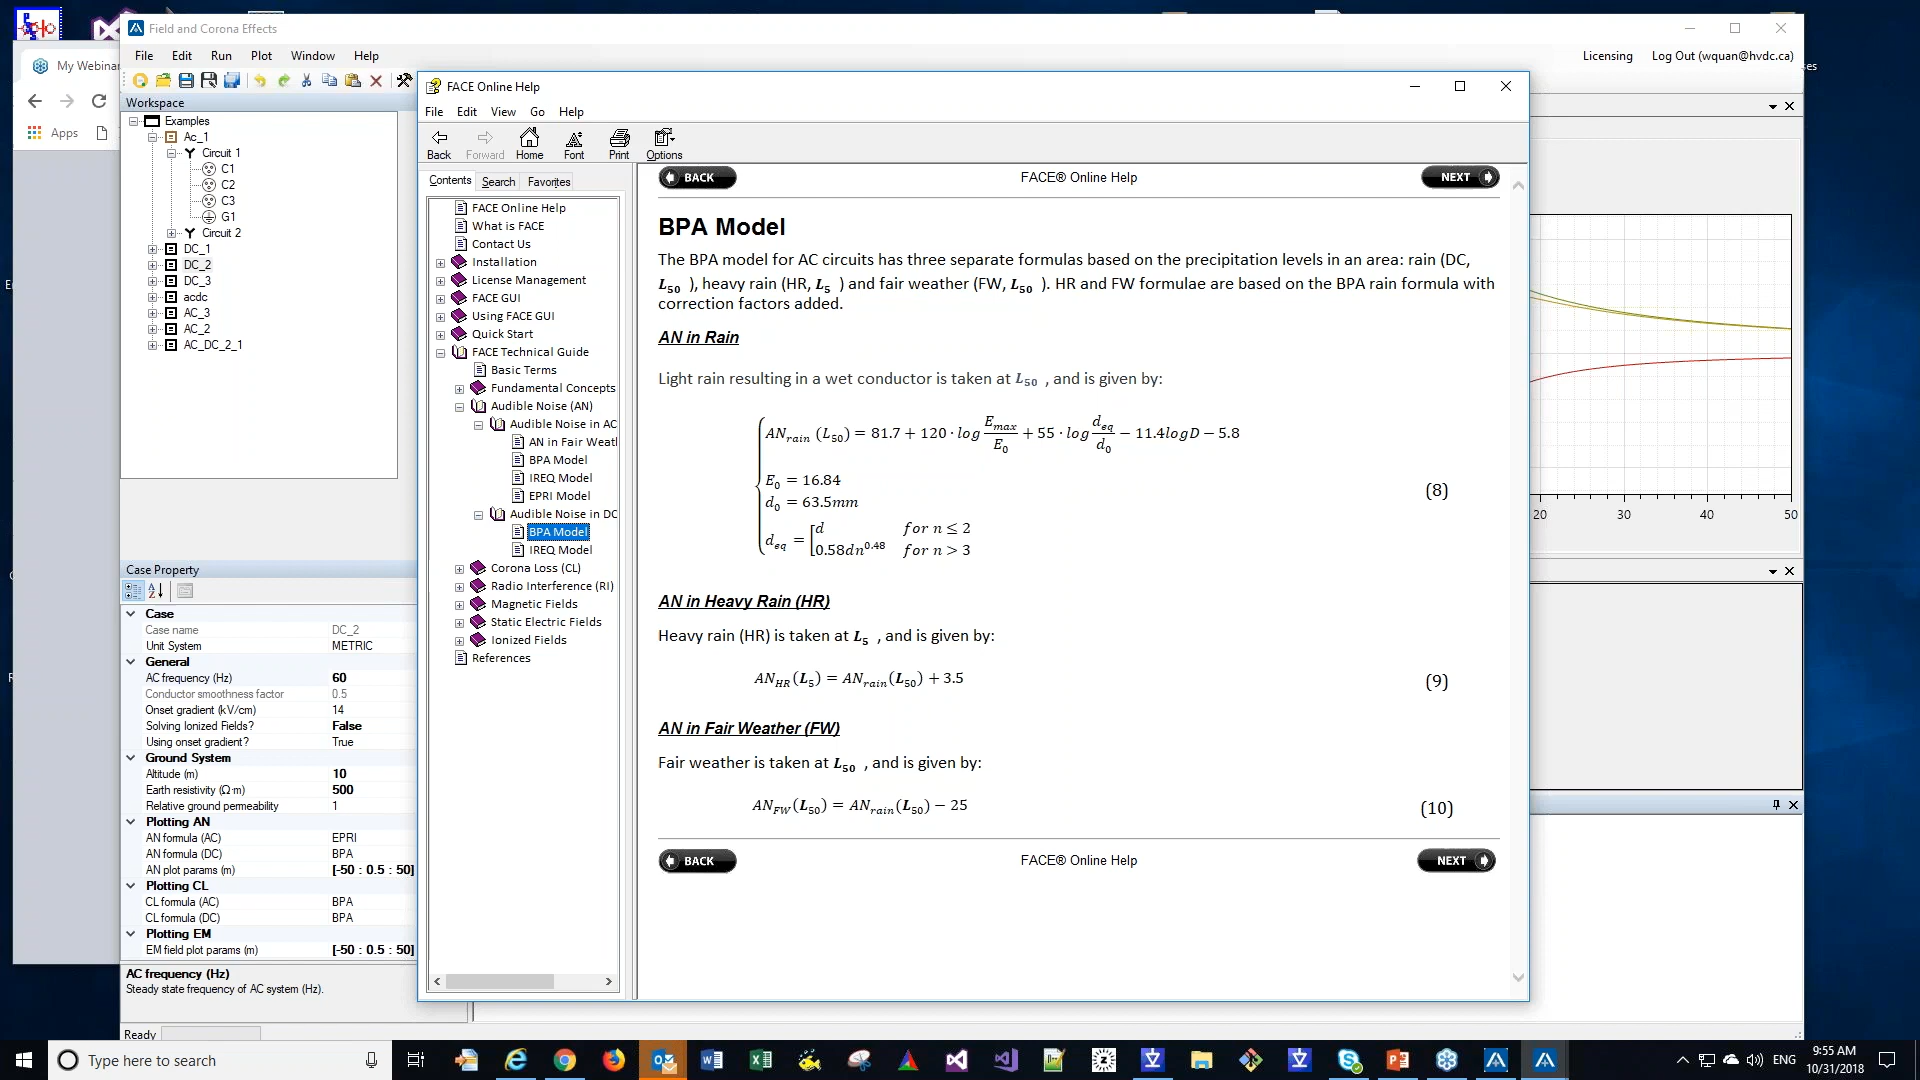 Field and Corona Effects
My Webinar
File Edit Run Plot Window Help
Licensing Log Out (wquan@hvdc.ca)
Apps
Workspace
Examples
Ac_1
Circuit 1
C1
C2
C3
G1
Circuit 2
DC_1
DC_2
DC_3
acdc
AC_3
AC_2
AC_DC_2_1
Case Property
Case
Case name DC_2
Unit System METRIC
General
AC frequency (Hz) 60
Conductor smoothness factor 0.5
Onset gradient (kV/cm) 14
Solving Ionized Fields? False
Using onset gradient? True
Ground System
Altitude (m) 10
Earth resistivity (Ω·m) 500
Relative ground permeability 1
Plotting AN
AN formula (AC) EPRI
AN formula (DC) BPA
AN plot params (m) [-50 : 0.5 : 50]
Plotting CL
CL formula (AC) BPA
CL formula (DC) BPA
Plotting EM
EM field plot params (m) [-50 : 0.5 : 50]
AC frequency (Hz)
Steady state frequency of AC system (Hz).
Ready
FACE Online Help
File Edit View Go Help
Back Forward Home Font Print Options
Contents Search Favorites
FACE Online Help
What is FACE
Contact Us
Installation
License Management
FACE GUI
Using FACE GUI
Quick Start
FACE Technical Guide
Basic Terms
Fundamental Concepts
Audible Noise (AN)
Audible Noise in AC
AN in Fair Weat
BPA Model
IREQ Model
EPRI Model
Audible Noise in DC
BPA Model
IREQ Model
Corona Loss (CL)
Radio Interference (RI)
Magnetic Fields
Static Electric Fields
Ionized Fields
References
BACK FACE® Online Help NEXT
BPA Model
The BPA model for AC circuits has three separate formulas based on the precipitation levels in an area: rain (DC,
L50 ), heavy rain (HR, L5 ) and fair weather (FW, L50 ). HR and FW formulae are based on the BPA rain formula with
correction factors added.
AN in Rain
Light rain resulting in a wet conductor is taken at L50 , and is given by:
ANrain (L50) = 81.7 + 120 · log Emax/E0 + 55 · log deq/d0 − 11.4logD − 5.8
E0 = 16.84
d0 = 63.5mm
deq = [d for n ≤ 2
0.58dn^0.48 for n > 3
(8)
AN in Heavy Rain (HR)
Heavy rain (HR) is taken at L5 , and is given by:
ANHR(L5) = ANrain(L50) + 3.5 (9)
AN in Fair Weather (FW)
Fair weather is taken at L50 , and is given by:
ANFW(L50) = ANrain(L50) − 25 (10)
BACK FACE® Online Help NEXT
20 30 40 50
Type here to search
ENG
9:55 AM
10/31/2018